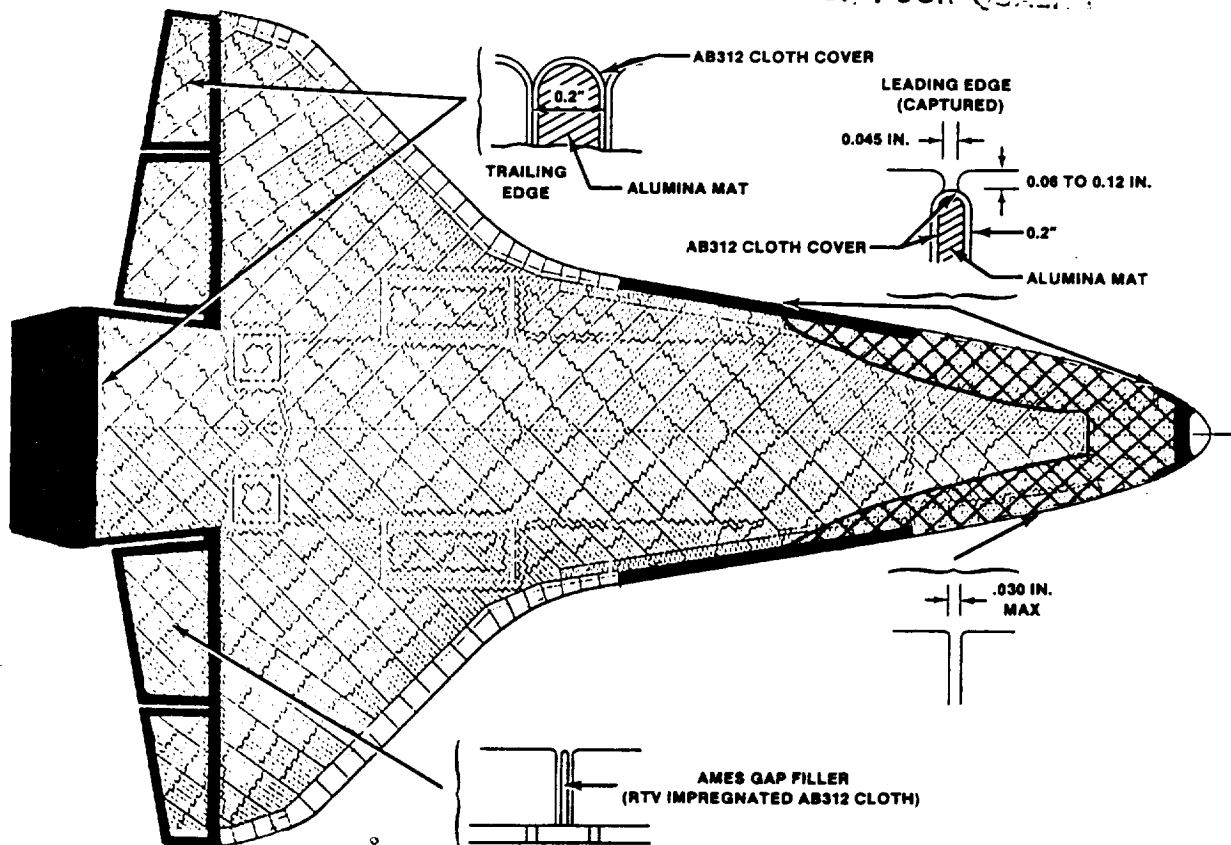 AB312 CLOTH COVER
0.2"
TRAILING
EDGE
ALUMINA MAT
LEADING EDGE
(CAPTURED)
0.045 IN.
0.06 TO 0.12 IN.
0.2"
AB312 CLOTH COVER
ALUMINA MAT
.030 IN.
MAX
AMES GAP FILLER
(RTV IMPREGNATED AB312 CLOTH)